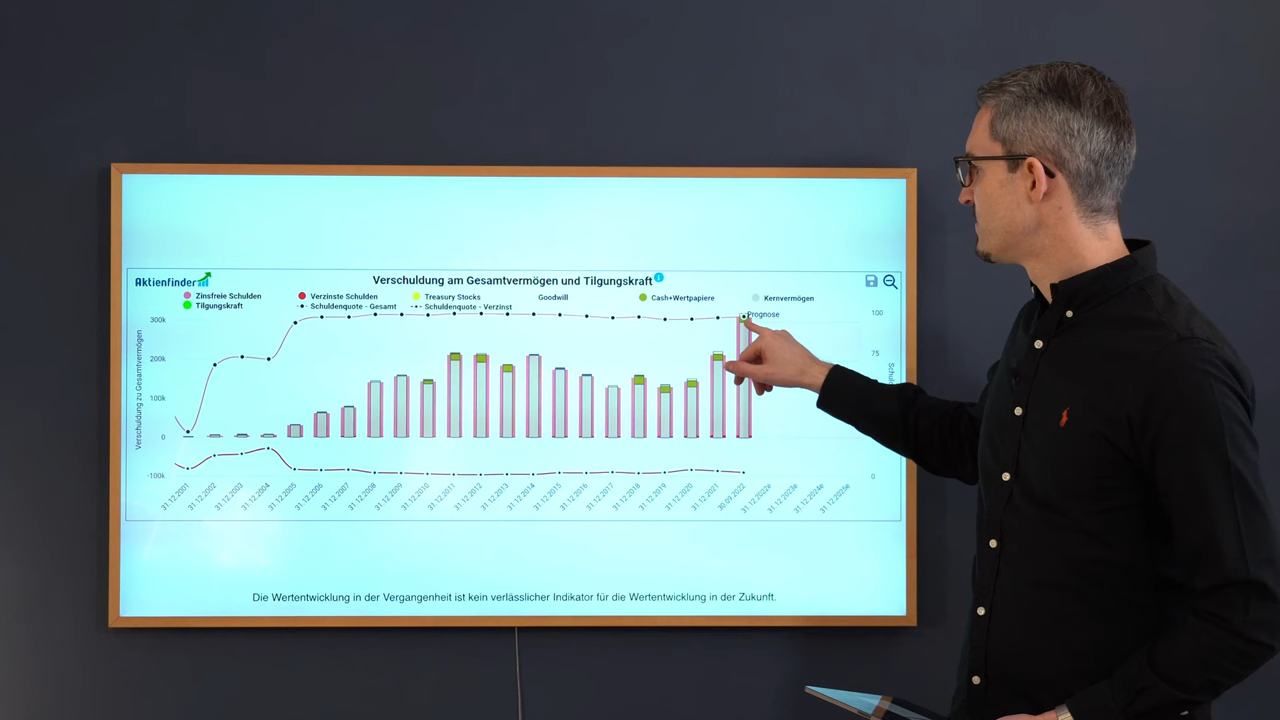 Aktienfinder
Verschuldung am Gesamtvermögen und Tilgungskraft
Zinsfreie Schulden Verzinste Schulden Treasury Stocks Goodwill Cash+Wertpapiere Kernvermögen
Tilgungskraft Schuldenquote - Gesamt Schuldenquote - Verzinst
Prognose
Verschuldung zu Gesamtvermögen
300k
200k
100k
0
-100k
100
75
0
31.12.2001 31.12.2002 31.12.2003 31.12.2004 31.12.2005 31.12.2006 31.12.2007 31.12.2008 31.12.2009 31.12.2010 31.12.2011 31.12.2012 31.12.2013 31.12.2014 31.12.2015 31.12.2016 31.12.2017 31.12.2018 31.12.2019 31.12.2020 31.12.2021 30.09.2022 31.12.2022e 31.12.2023e 31.12.2024e 31.12.2025e
Die Wertentwicklung in der Vergangenheit ist kein verlässlicher Indikator für die Wertentwicklung in der Zukunft.